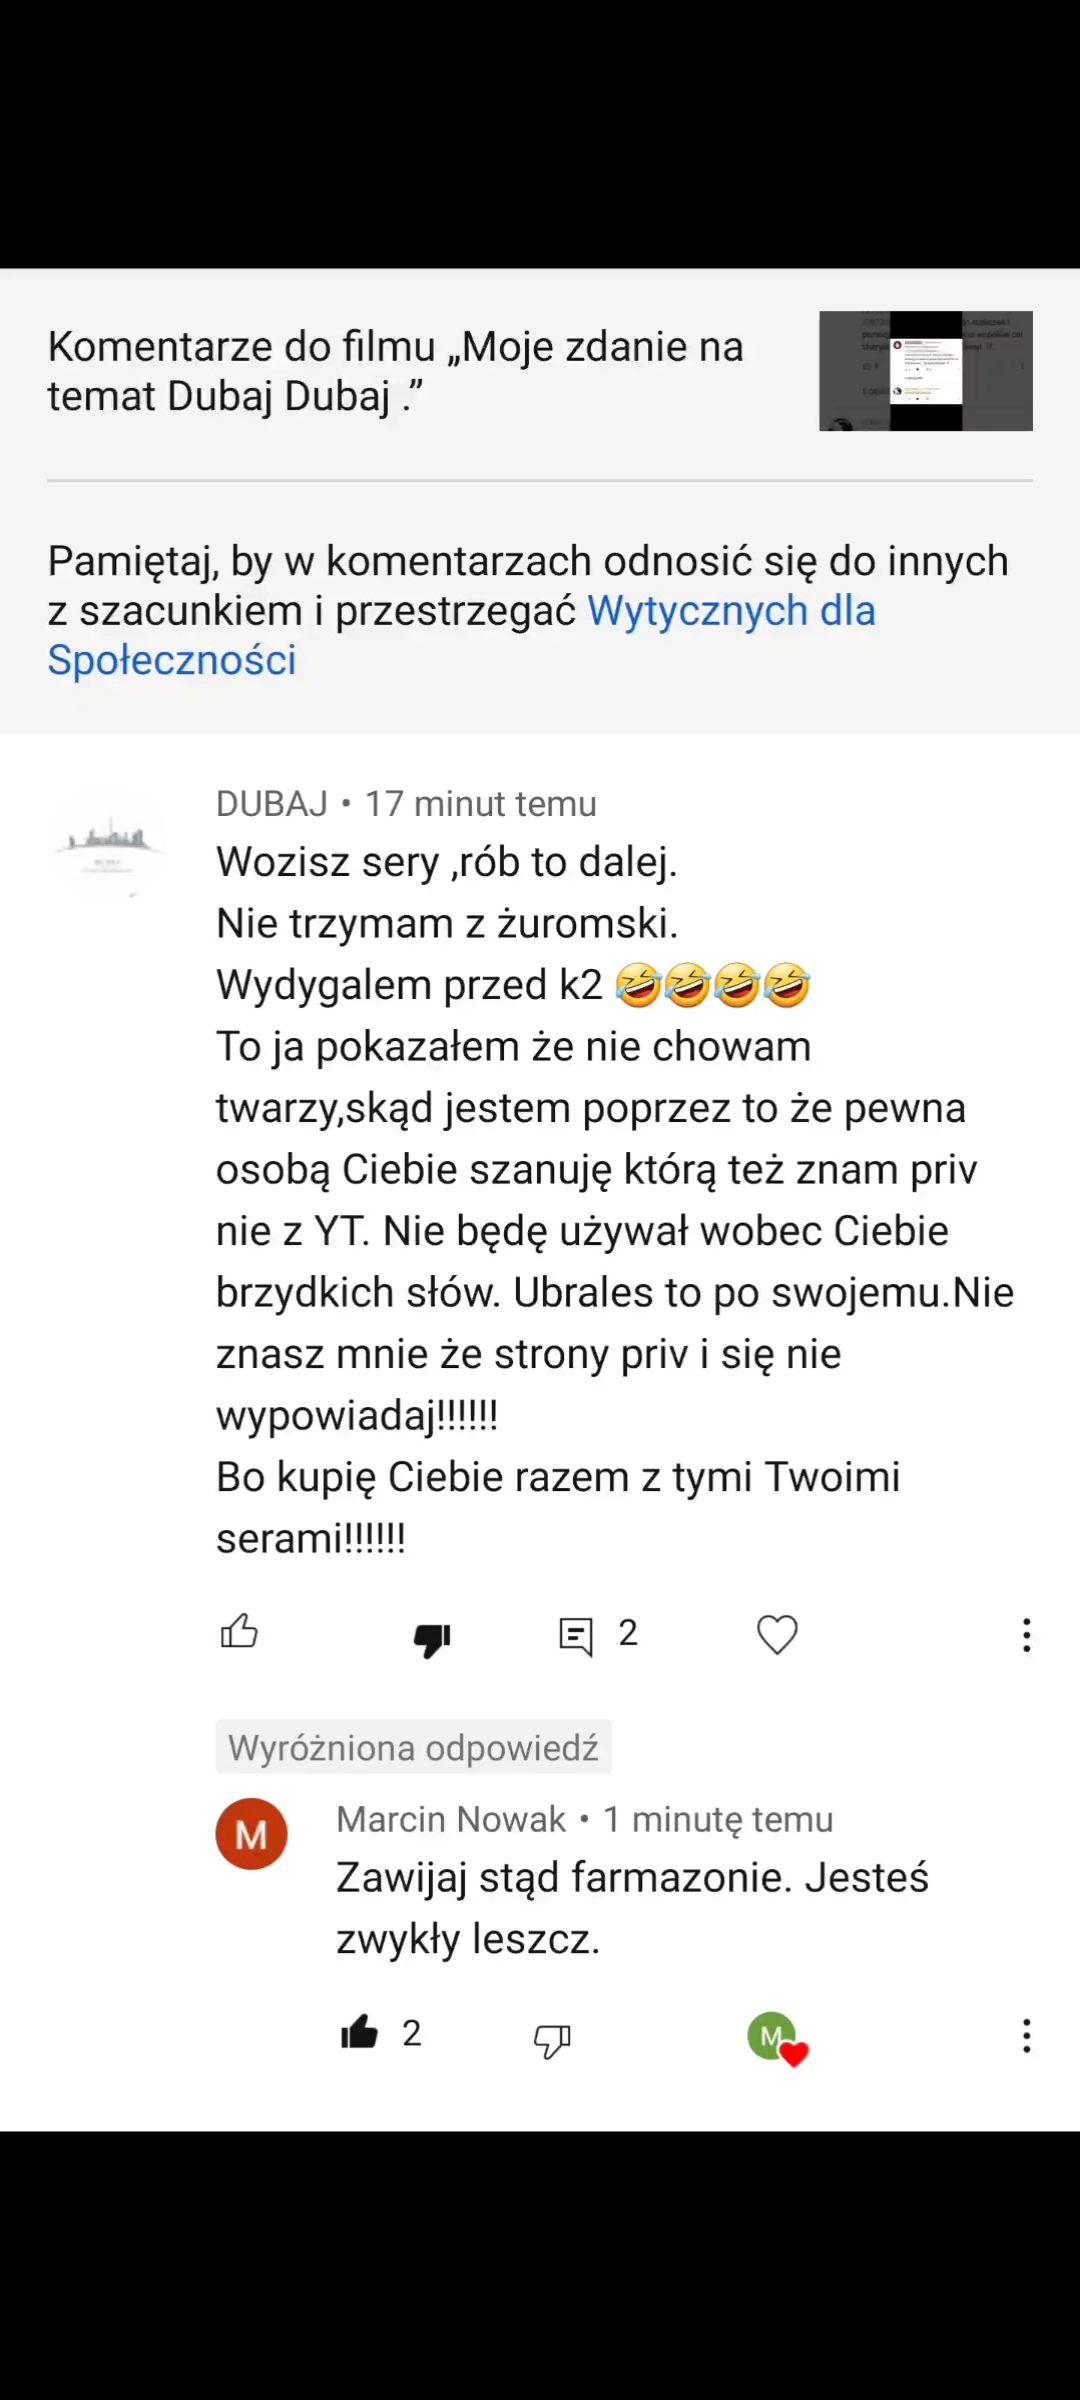 Komentarze do filmu „Moje zdanie na
temat Dubaj Dubaj .”
Pamiętaj, by w komentarzach odnosić się do innych
z szacunkiem i przestrzegać Wytycznych dla
Społeczności
DUBAJ • 17 minut temu
Wozisz sery ,rób to dalej.
Nie trzymam z żuromski.
Wydygalem przed k2 🤣🤣🤣🤣
To ja pokazałem że nie chowam
twarzy,skąd jestem poprzez to że pewna
osobą Ciebie szanuję którą też znam priv
nie z YT. Nie będę używał wobec Ciebie
brzydkich słów. Ubrales to po swojemu.Nie
znasz mnie że strony priv i się nie
wypowiadaj!!!!!!
Bo kupię Ciebie razem z tymi Twoimi
serami!!!!!!
2
Wyróżniona odpowiedź
M
Marcin Nowak • 1 minutę temu
Zawijaj stąd farmazonie. Jesteś
zwykły leszcz.
2
M